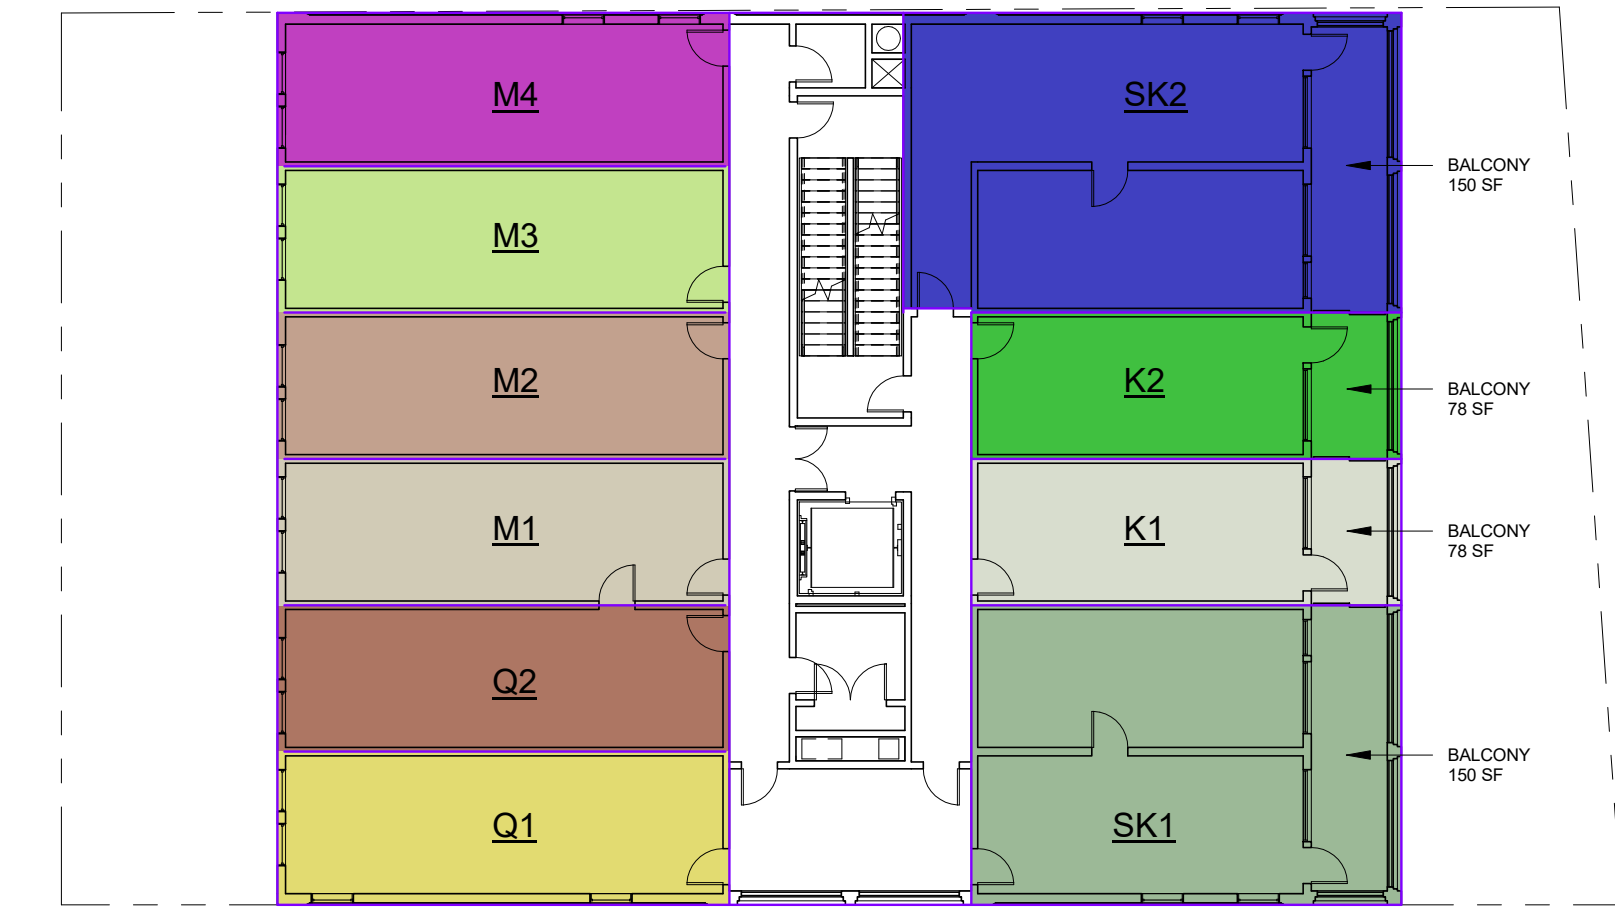 M4
SK2
BALCONY
150 SF
M3
M2
K2
BALCONY
78 SF
M1
K1
BALCONY
78 SF
Q2
BALCONY
150 SF
Q1
SK1